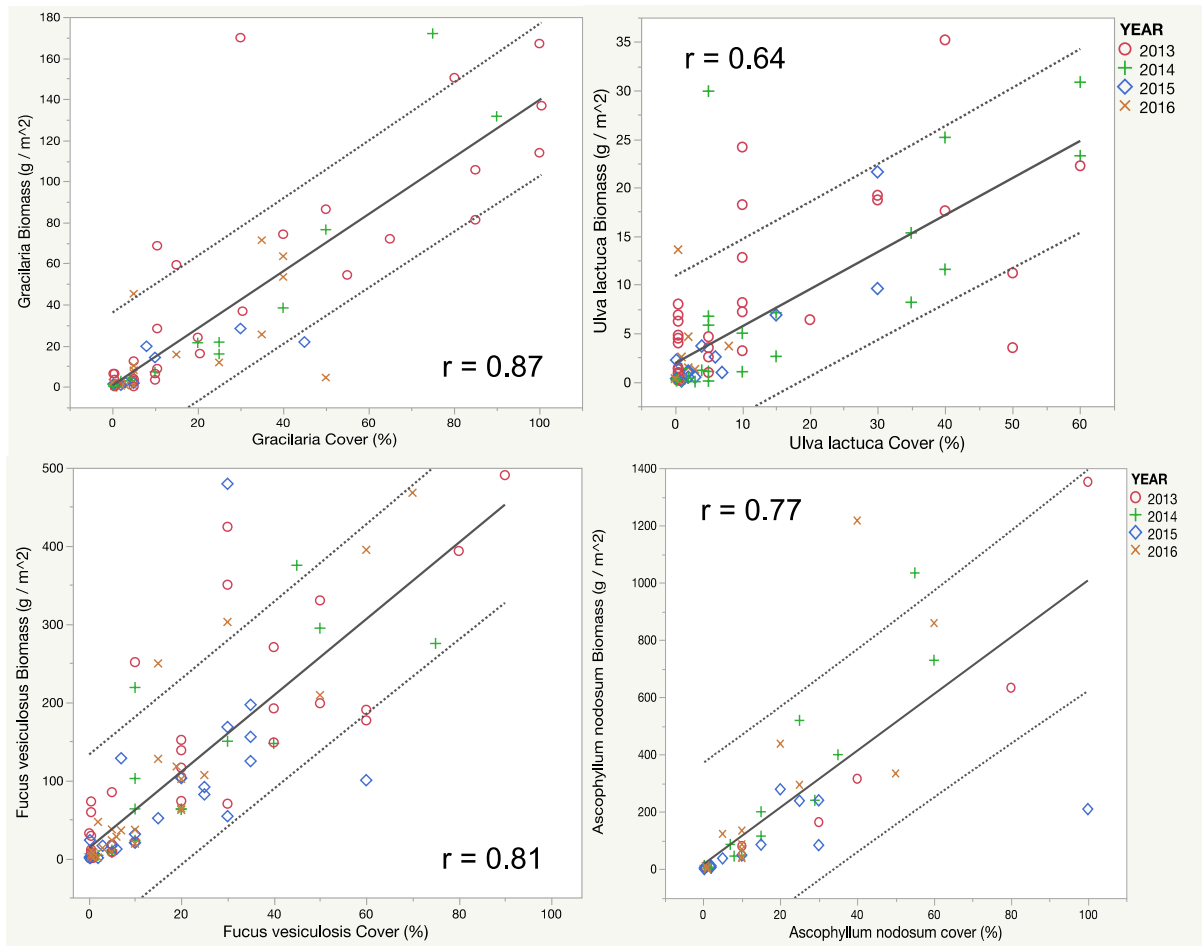 Gracilaria Biomass (g / m^2)
180
160
140
120
100
80
60
40
20
0
r = 0.87
0 20 40 60 80 100
Gracilaria Cover (%)
Ulva lactuca Biomass (g / m^2)
35
30
25
20
15
10
5
0
r = 0.64
0 10 20 30 40 50 60
Ulva lactuca Cover (%)
YEAR
2013
2014
2015
2016
Fucus vesiculosus Biomass (g / m^2)
500
400
300
200
100
0
r = 0.81
0 20 40 60 80 100
Fucus vesiculosis Cover (%)
Ascophyllum nodosum Biomass (g / m^2)
1400
1200
1000
800
600
400
200
0
r = 0.77
0 20 40 60 80 100
Ascophyllum nodosum cover (%)
YEAR
2013
2014
2015
2016